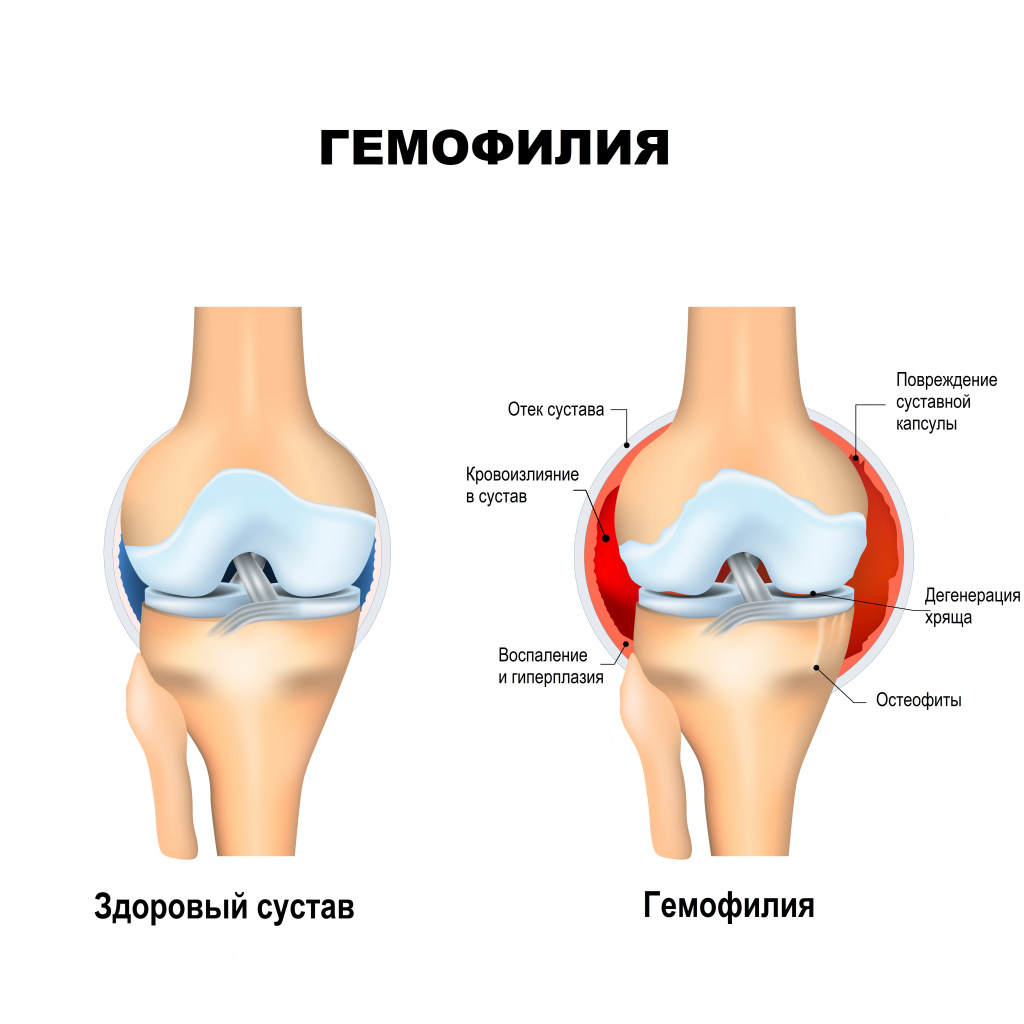 ГЕМОФИЛИЯ
Отек сустава
Кровоизлияние
в сустав
Воспаление
и гиперплазия
Повреждение
суставной
капсулы
Дегенерация
хряща
Остеофиты
Здоровый сустав
Гемофилия